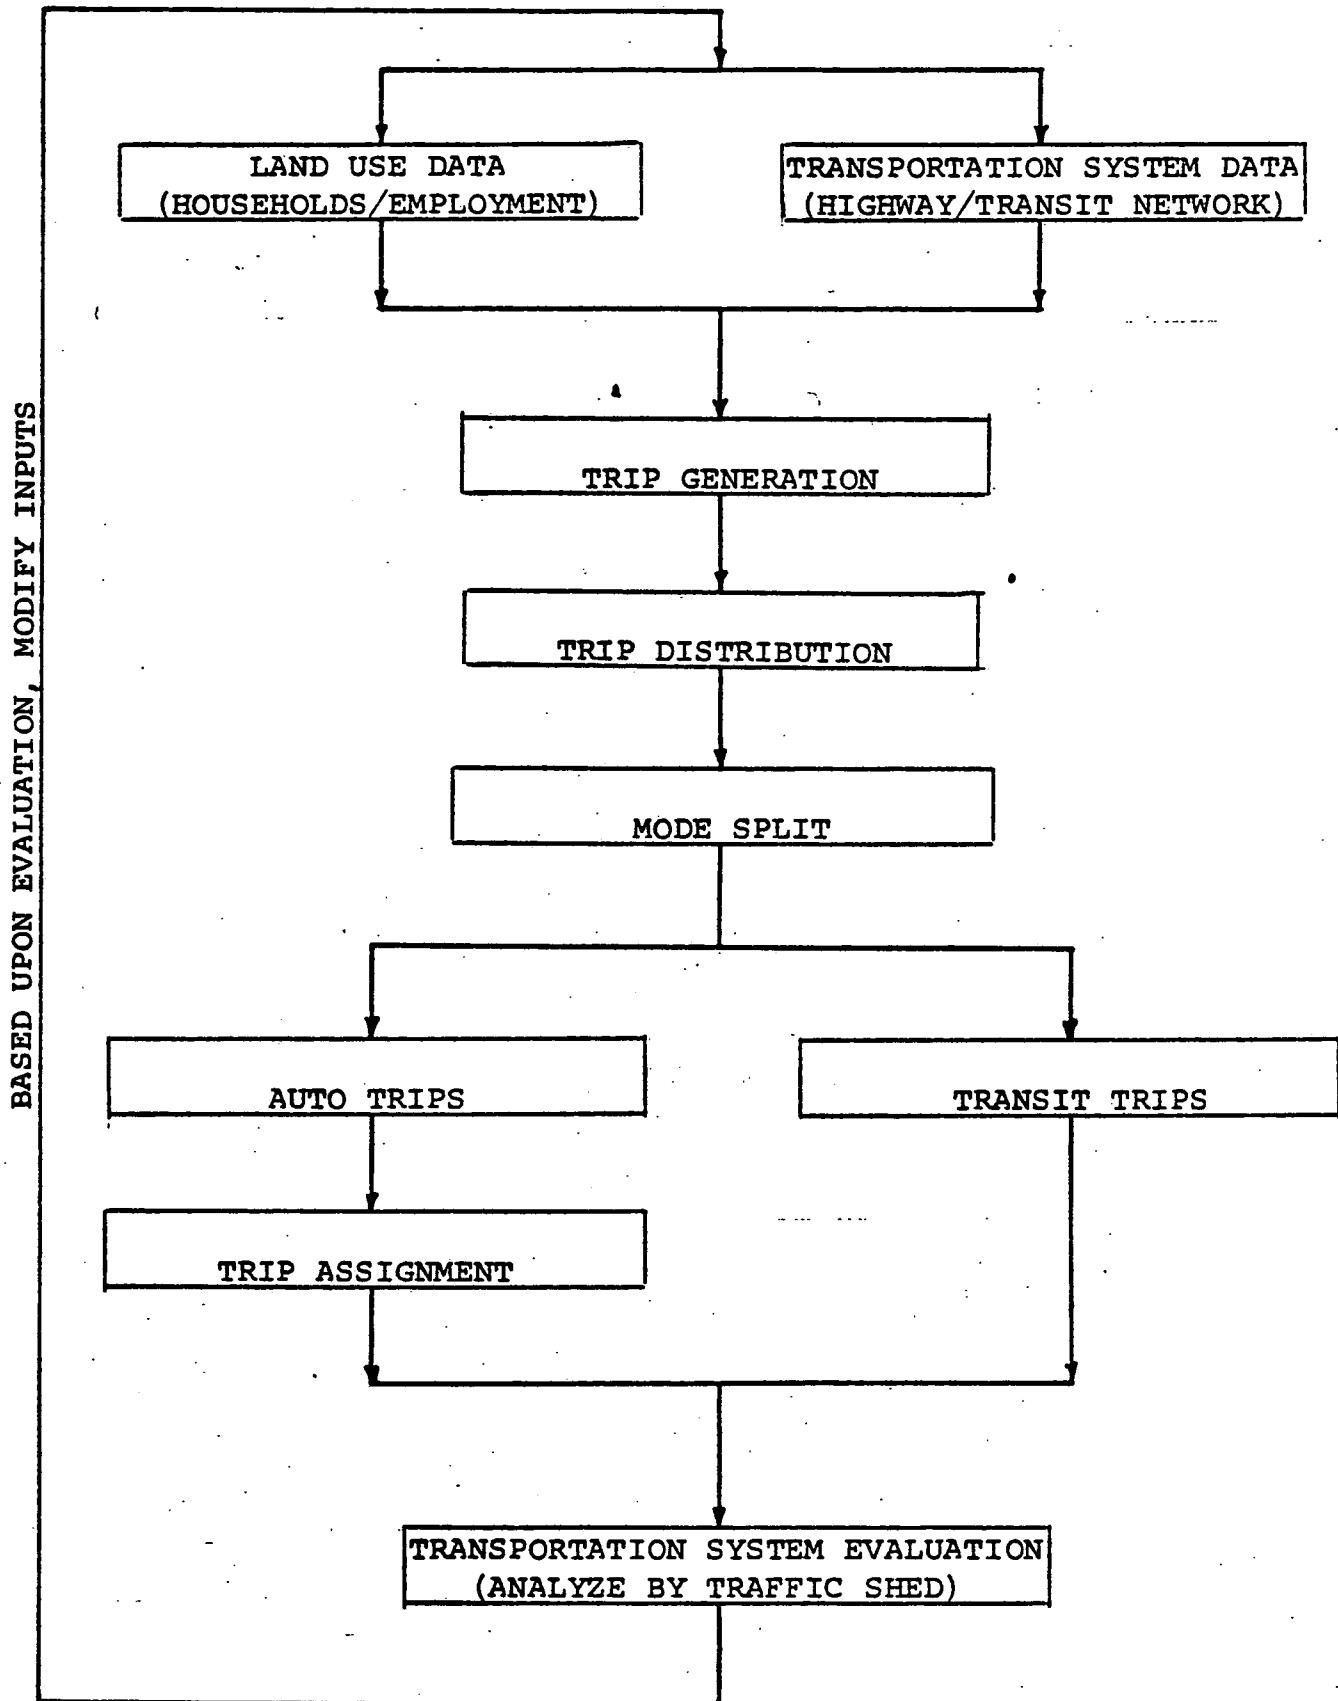 LAND USE DATA
(HOUSEHOLDS/EMPLOYMENT)
TRANSPORTATION SYSTEM DATA
(HIGHWAY/TRANSIT NETWORK)
TRIP GENERATION
TRIP DISTRIBUTION
MODE SPLIT
AUTO TRIPS
TRANSIT TRIPS
TRIP ASSIGNMENT
TRANSPORTATION SYSTEM EVALUATION
(ANALYZE BY TRAFFIC SHED)
BASED UPON EVALUATION, MODIFY INPUTS